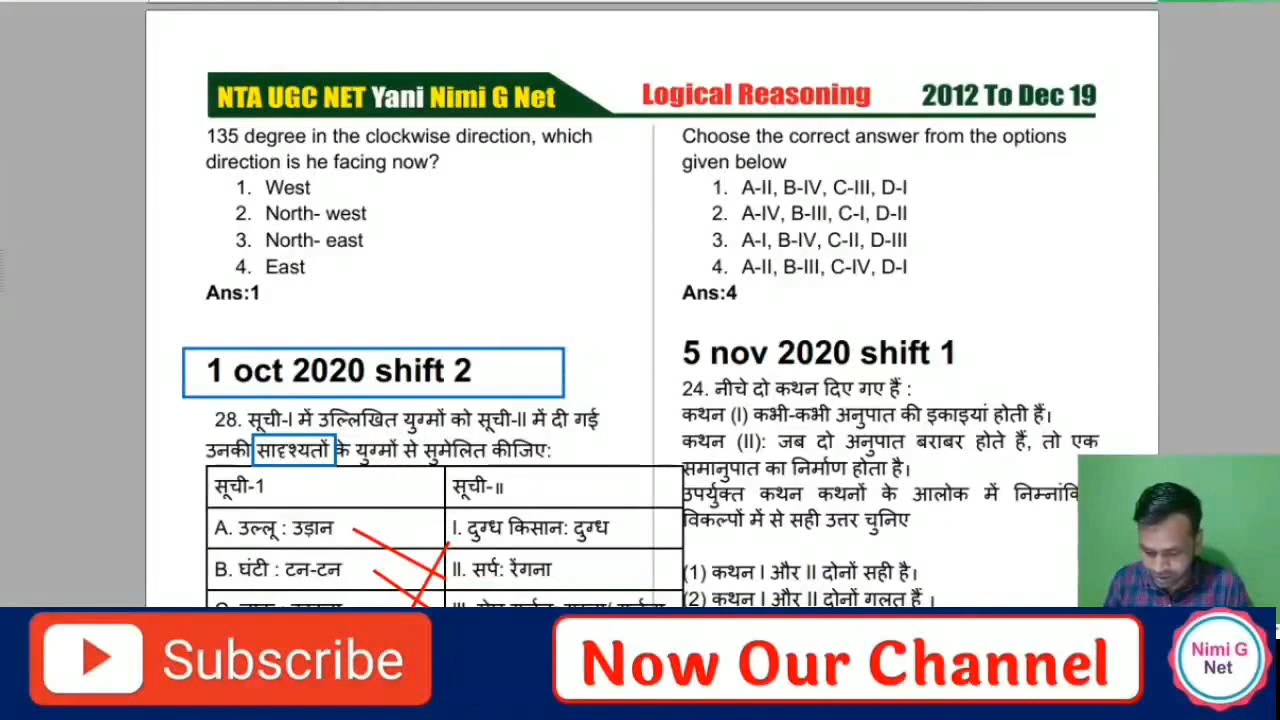 NTA UGC NET Yani Nimi G Net
Logical Reasoning
2012 To Dec 19
135 degree in the clockwise direction, which
direction is he facing now?
1. West
2. North- west
3. North- east
4. East
Ans:1
1 oct 2020 shift 2
28. सूची-I में उल्लिखित युग्मों को सूची-II में दी गई
उनकी सादृश्यतों के युग्मों से सुमेलित कीजिए:
सूची-1
सूची-II
A. उल्लू : उड़ान
I. दुग्ध किसान: दुग्ध
B. घंटी : टन-टन
II. सर्प: रेंगना
Choose the correct answer from the options
given below
1. A-II, B-IV, C-III, D-I
2. A-IV, B-III, C-I, D-II
3. A-I, B-IV, C-II, D-III
4. A-II, B-III, C-IV, D-I
Ans:4
5 nov 2020 shift 1
24. नीचे दो कथन दिए गए हैं :
कथन (I) कभी-कभी अनुपात की इकाइयां होती हैं।
कथन (II): जब दो अनुपात बराबर होते हैं, तो एक
समानुपात का निर्माण होता है।
उपर्युक्त कथन कथनों के आलोक में
विकल्पों में से सही उत्तर चुनिए
(1) कथन I और II दोनों सही है।
(2) कथन I और II दोनों गलत हैं ।
Subscribe
Now Our Channel
Nimi G
Net